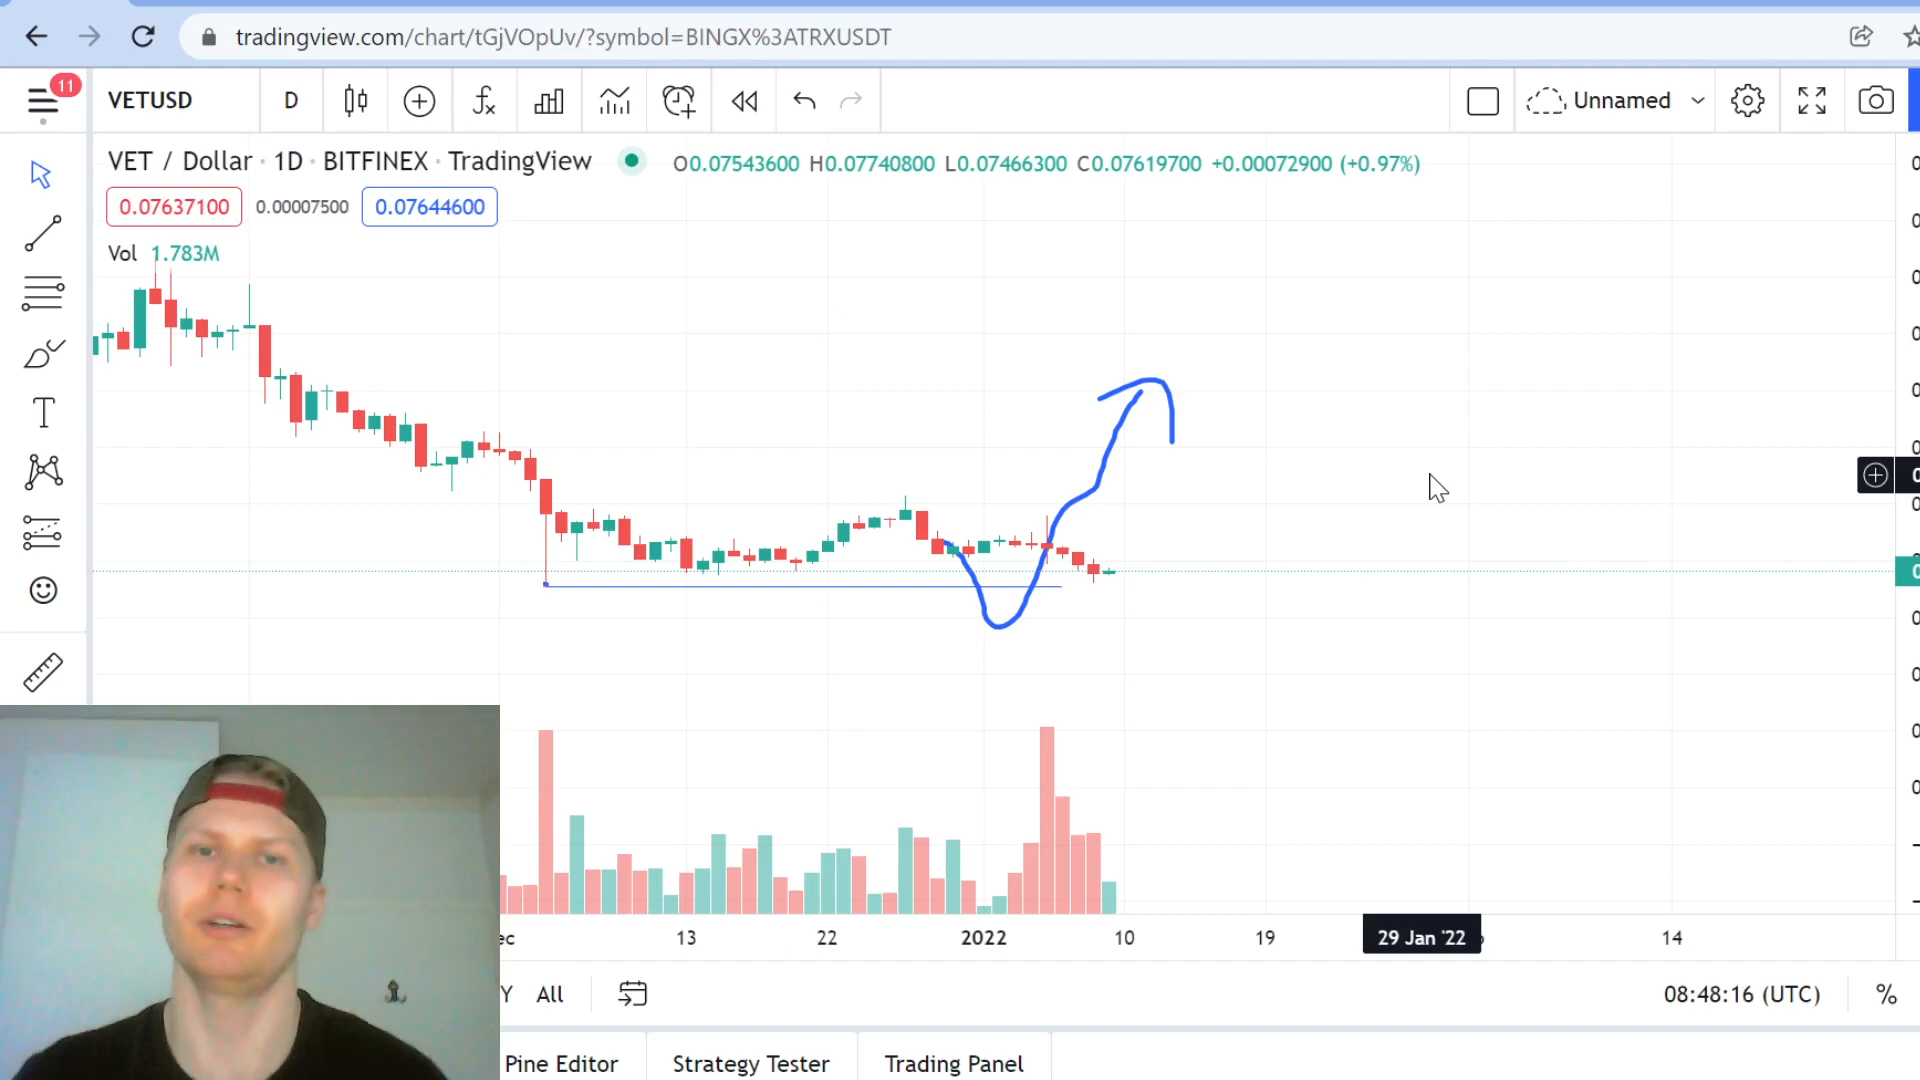 tradingview.com/chart/tGjVOpUv/?symbol=BINGX%3ATRXUSDT
11
VETUSD
D
Unnamed
VET / Dollar · 1D · BITFINEX · TradingView
O0.07543600 H0.07740800 L0.07466300 C0.07619700 +0.00072900 (+0.97%)
0.07637100
0.00007500
0.07644600
Vol 1.783M
T
13
22
2022
10
19
29 Jan '22
14
Y
All
08:48:16 (UTC)
%
Pine Editor
Strategy Tester
Trading Panel